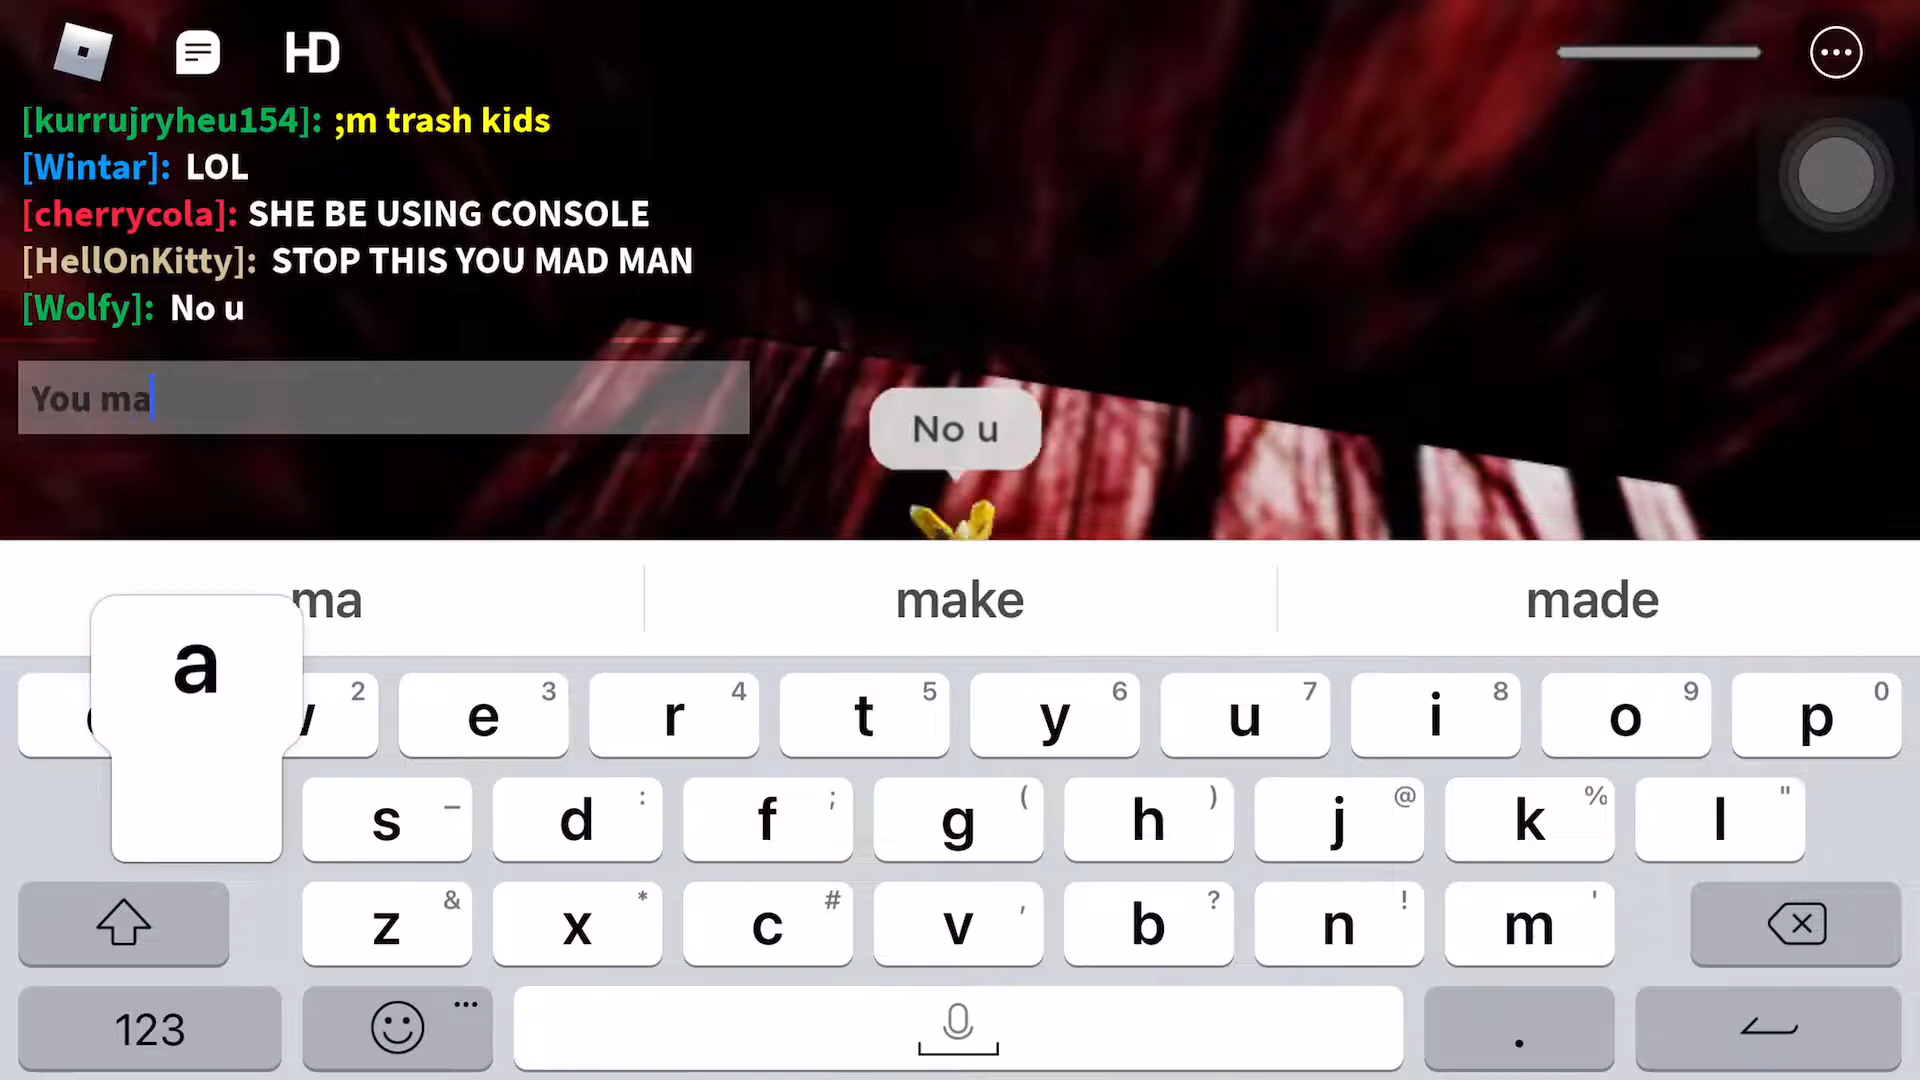 HD
[kurrujryheu154]: ;m trash kids
[Wintar]: LOL
[cherrycola]: SHE BE USING CONSOLE
[HellOnKitty]: STOP THIS YOU MAD MAN
[Wolfy]: No u
You ma
No u
ma make made
a
2 3 4 5 6 7 8 9 0
e r t y u i o p
_ : ; ( ) @ % "
s d f g h j k l
& * # , ? ! '
z x c v b n m
123 .